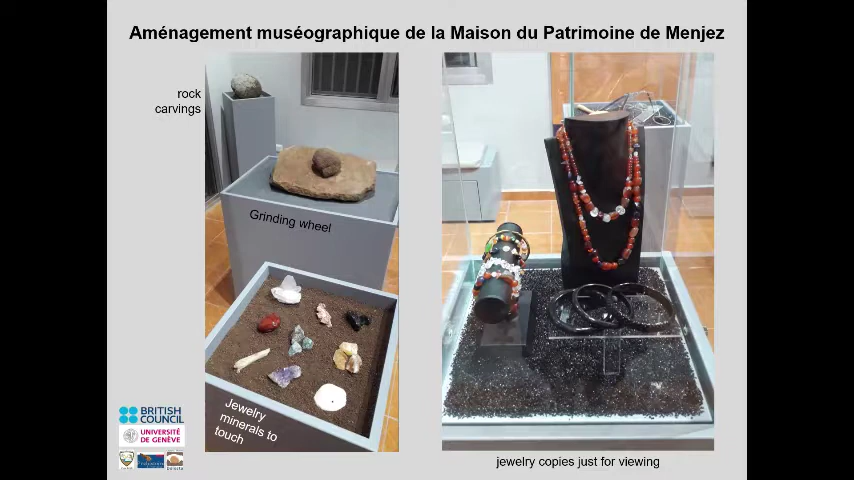 Aménagement muséographique de la Maison du Patrimoine de Menjez
rock
carvings
Grinding wheel
Jewelry
minerals to
touch
jewelry copies just for viewing
BRITISH
COUNCIL
UNIVERSITÉ
DE GENÈVE